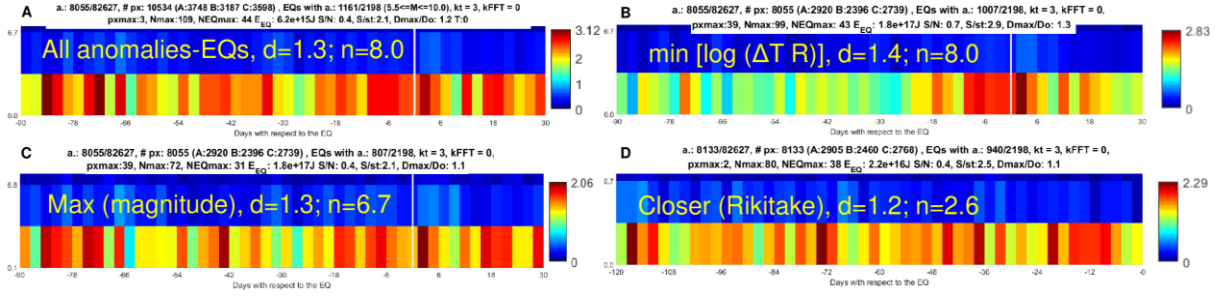 A
a.: 8055/82627, # px: 10534 (A:3748 B:3187 C:3598) , EQs with a.: 1161/2198 (5.5<=M<=10.0), kt = 3, kFFT = 0
pxmax:3, Nmax:109, NEQmax: 44 EEQ: 6.2e+15J S/N: 0.4, S/st:2.1, Dmax/Do: 1.2 T:0
6.7
All anomalies-EQs, d=1.3; n=8.0
0.0
-90 -78 -66 -54 -42 -30 -18 -6 6 18 30
Days with respect to the EQ
3.12
2
1
0
B
a.: 8055/82627, # px: 8055 (A:2920 B:2396 C:2739) , EQs with a.: 1007/2198, kt = 3, kFFT = 0,
pxmax:39, Nmax:99, NEQmax: 43 EEQ: 1.8e+17J S/N: 0.7, S/st:2.9, Dmax/Do: 1.3
6.7
min [log (ΔT R)], d=1.4; n=8.0
0.0
-90 -78 -66 -54 -42 -30 -18 -6 6 18 30
Days with respect to the EQ
2.83
0
C
a.: 8055/82627, # px: 8055 (A:2920 B:2396 C:2739) , EQs with a.: 807/2198, kt = 3, kFFT = 0,
pxmax:39, Nmax:72, NEQmax: 31 EEQ: 1.8e+17J S/N: 0.4, S/st:2.1, Dmax/Do: 1.1
6.8
Max (magnitude), d=1.3; n=6.7
0.1
-90 -78 -66 -54 -42 -30 -18 -6 6 18 30
Days with respect to the EQ
2.06
0
D
a.: 8133/82627, # px: 8133 (A:2905 B:2460 C:2768) , EQs with a.: 940/2198, kt = 3, kFFT = 0,
pxmax:2, Nmax:80, NEQmax: 38 EEQ: 2.2e+16J S/N: 0.4, S/st:2.5, Dmax/Do: 1.1
Closer (Rikitake), d=1.2; n=2.6
-120 -108 -96 -84 -72 -60 -48 -36 -24 -12 -0
Days with respect to the EQ
2.29
0